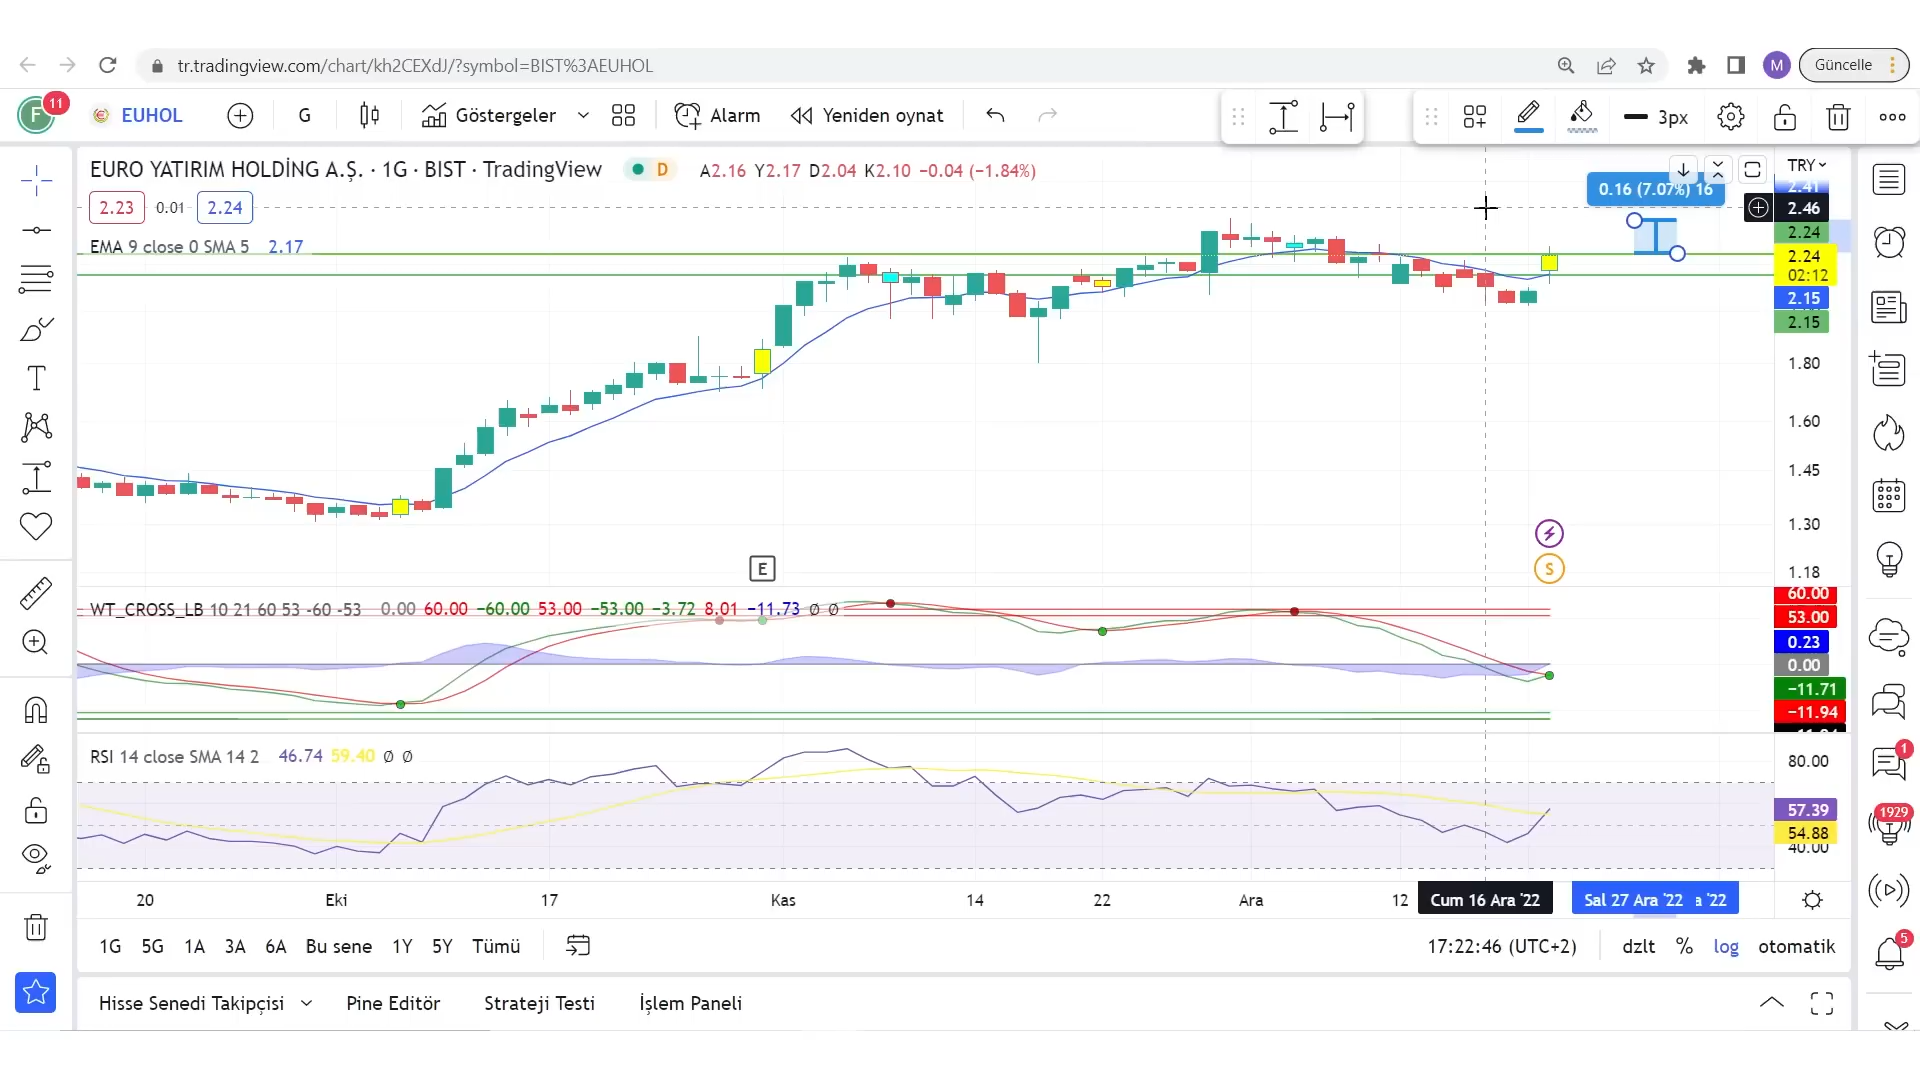 tr.tradingview.com/chart/kh2CEXdJ/?symbol=BIST%3AEUHOL
M
Güncelle
F
11
EUHOL
G
Göstergeler
Alarm
Yeniden oynat
3px
EURO YATIRIM HOLDİNG A.Ş. · 1G · BIST · TradingView
D
A2.16 Y2.17 D2.04 K2.10 −0.04 (−1.84%)
2.23
0.01
2.24
EMA 9 close 0 SMA 5 2.17
0.16 (7.07%) 16
TRY
2.41
2.46
2.24
2.24
02:12
2.15
2.15
1.80
1.60
1.45
1.30
1.18
E
S
WT_CROSS_LB 10 21 60 53 -60 -53 0.00 60.00 −60.00 53.00 −53.00 −3.72 8.01 −11.73 ∅ ∅
60.00
53.00
0.23
0.00
−11.71
−11.94
RSI 14 close SMA 14 2 46.74 59.40 ∅ ∅
80.00
57.39
54.88
40.00
20
Eki
17
Kas
14
22
Ara
12
Cum 16 Ara '22
Sal 27 Ara '22
a '22
1G 5G 1A 3A 6A Bu sene 1Y 5Y Tümü
17:22:46 (UTC+2)
dzlt % log otomatik
Hisse Senedi Takipçisi
Pine Editör
Strateji Testi
İşlem Paneli
1
1929
5